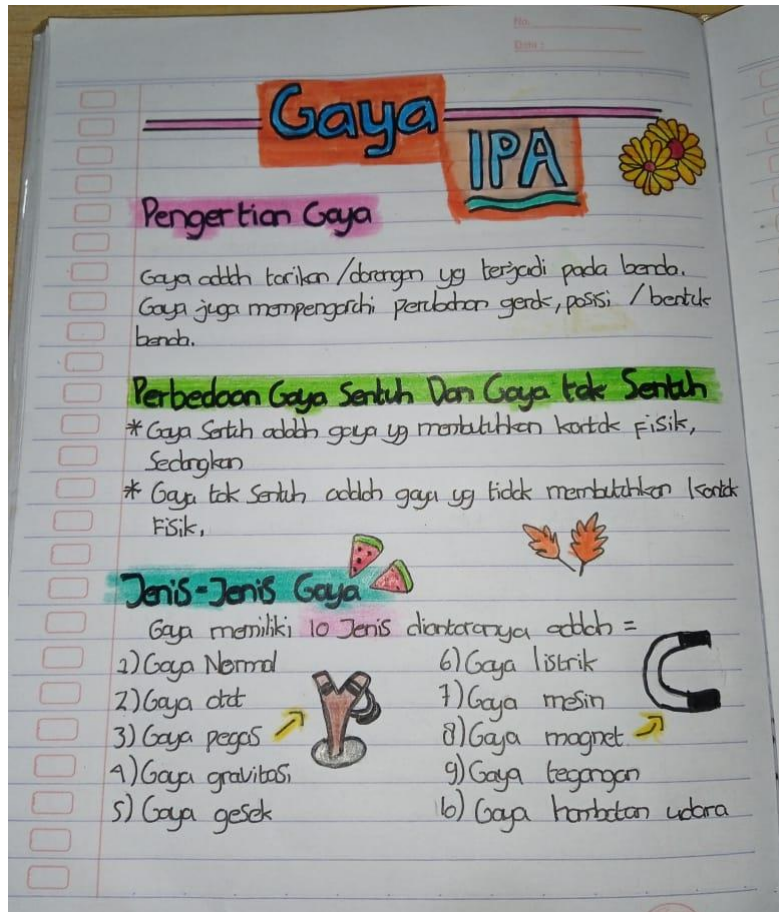 No.
Date :
Gaya
IPA
Pengertian Gaya
Gaya adalah tarikan /dorongan yg terjadi pada benda.
Gaya juga mempengaruhi perubahan gerak, posisi / bentuk
benda.
Perbedaan Gaya Sentuh Dan Gaya tak Sentuh
* Gaya Sentuh adalah gaya yg membutuhkan kontak Fisik,
Sedangkan
* Gaya tak Sentuh adalah gaya yg tidak membutuhkan kontak
Fisik,
Jenis-Jenis Gaya
Gaya memiliki 10 Jenis diantaranya adalah =
1) Gaya Normal
2) Gaya otot
3) Gaya pegas
4) Gaya gravitasi
5) Gaya gesek
6) Gaya listrik
7) Gaya mesin
8) Gaya magnet
9) Gaya tegangan
10) Gaya hambatan udara